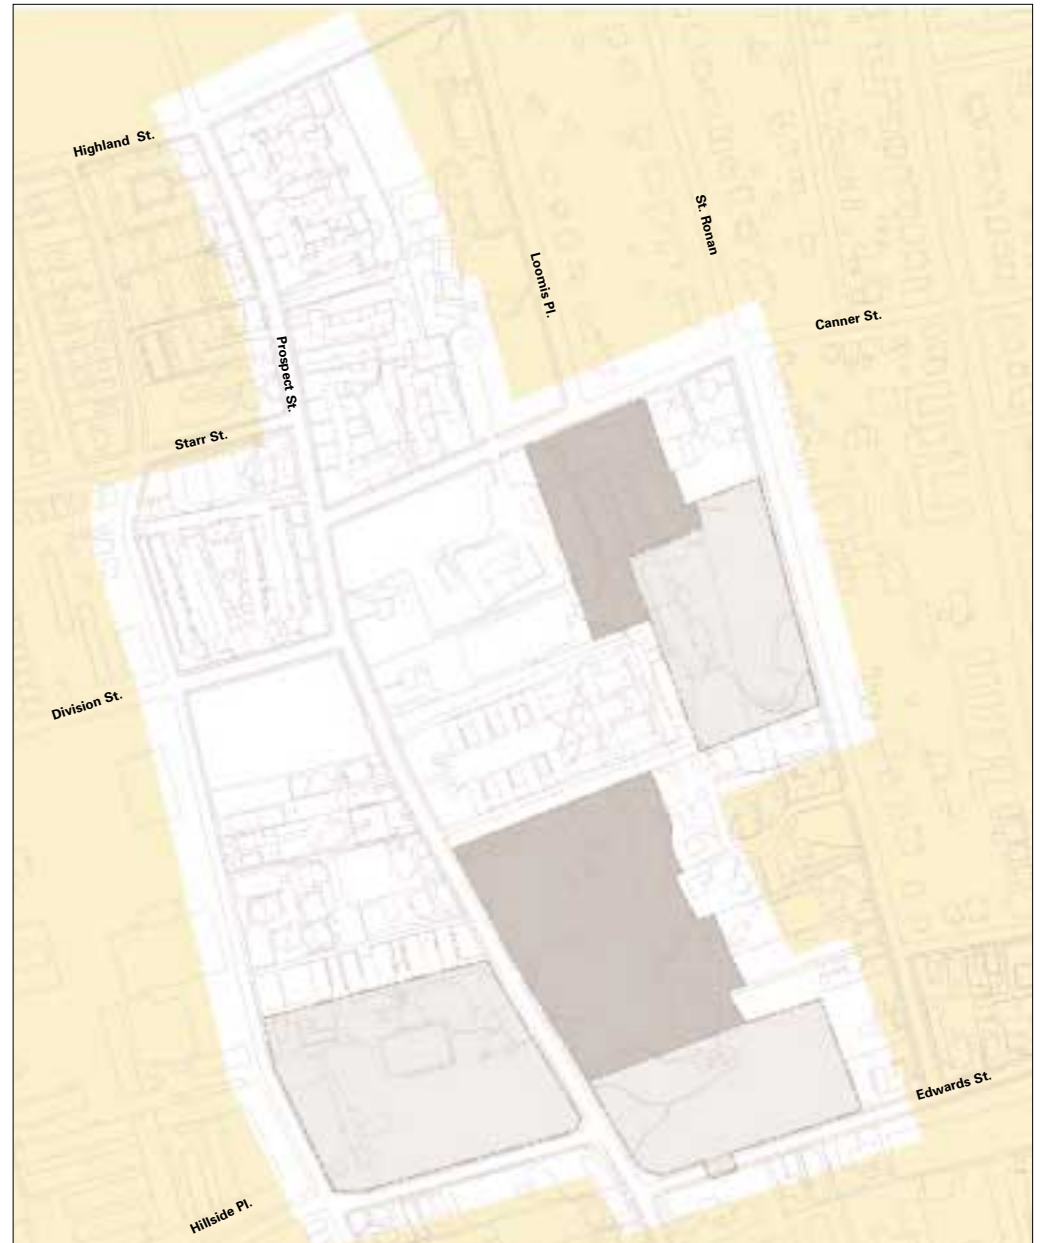 Highland St.
St. Ronan
Loomis Pl.
Canner St.
Prospect St.
Starr St.
Division St.
Edwards St.
Hillside Pl.